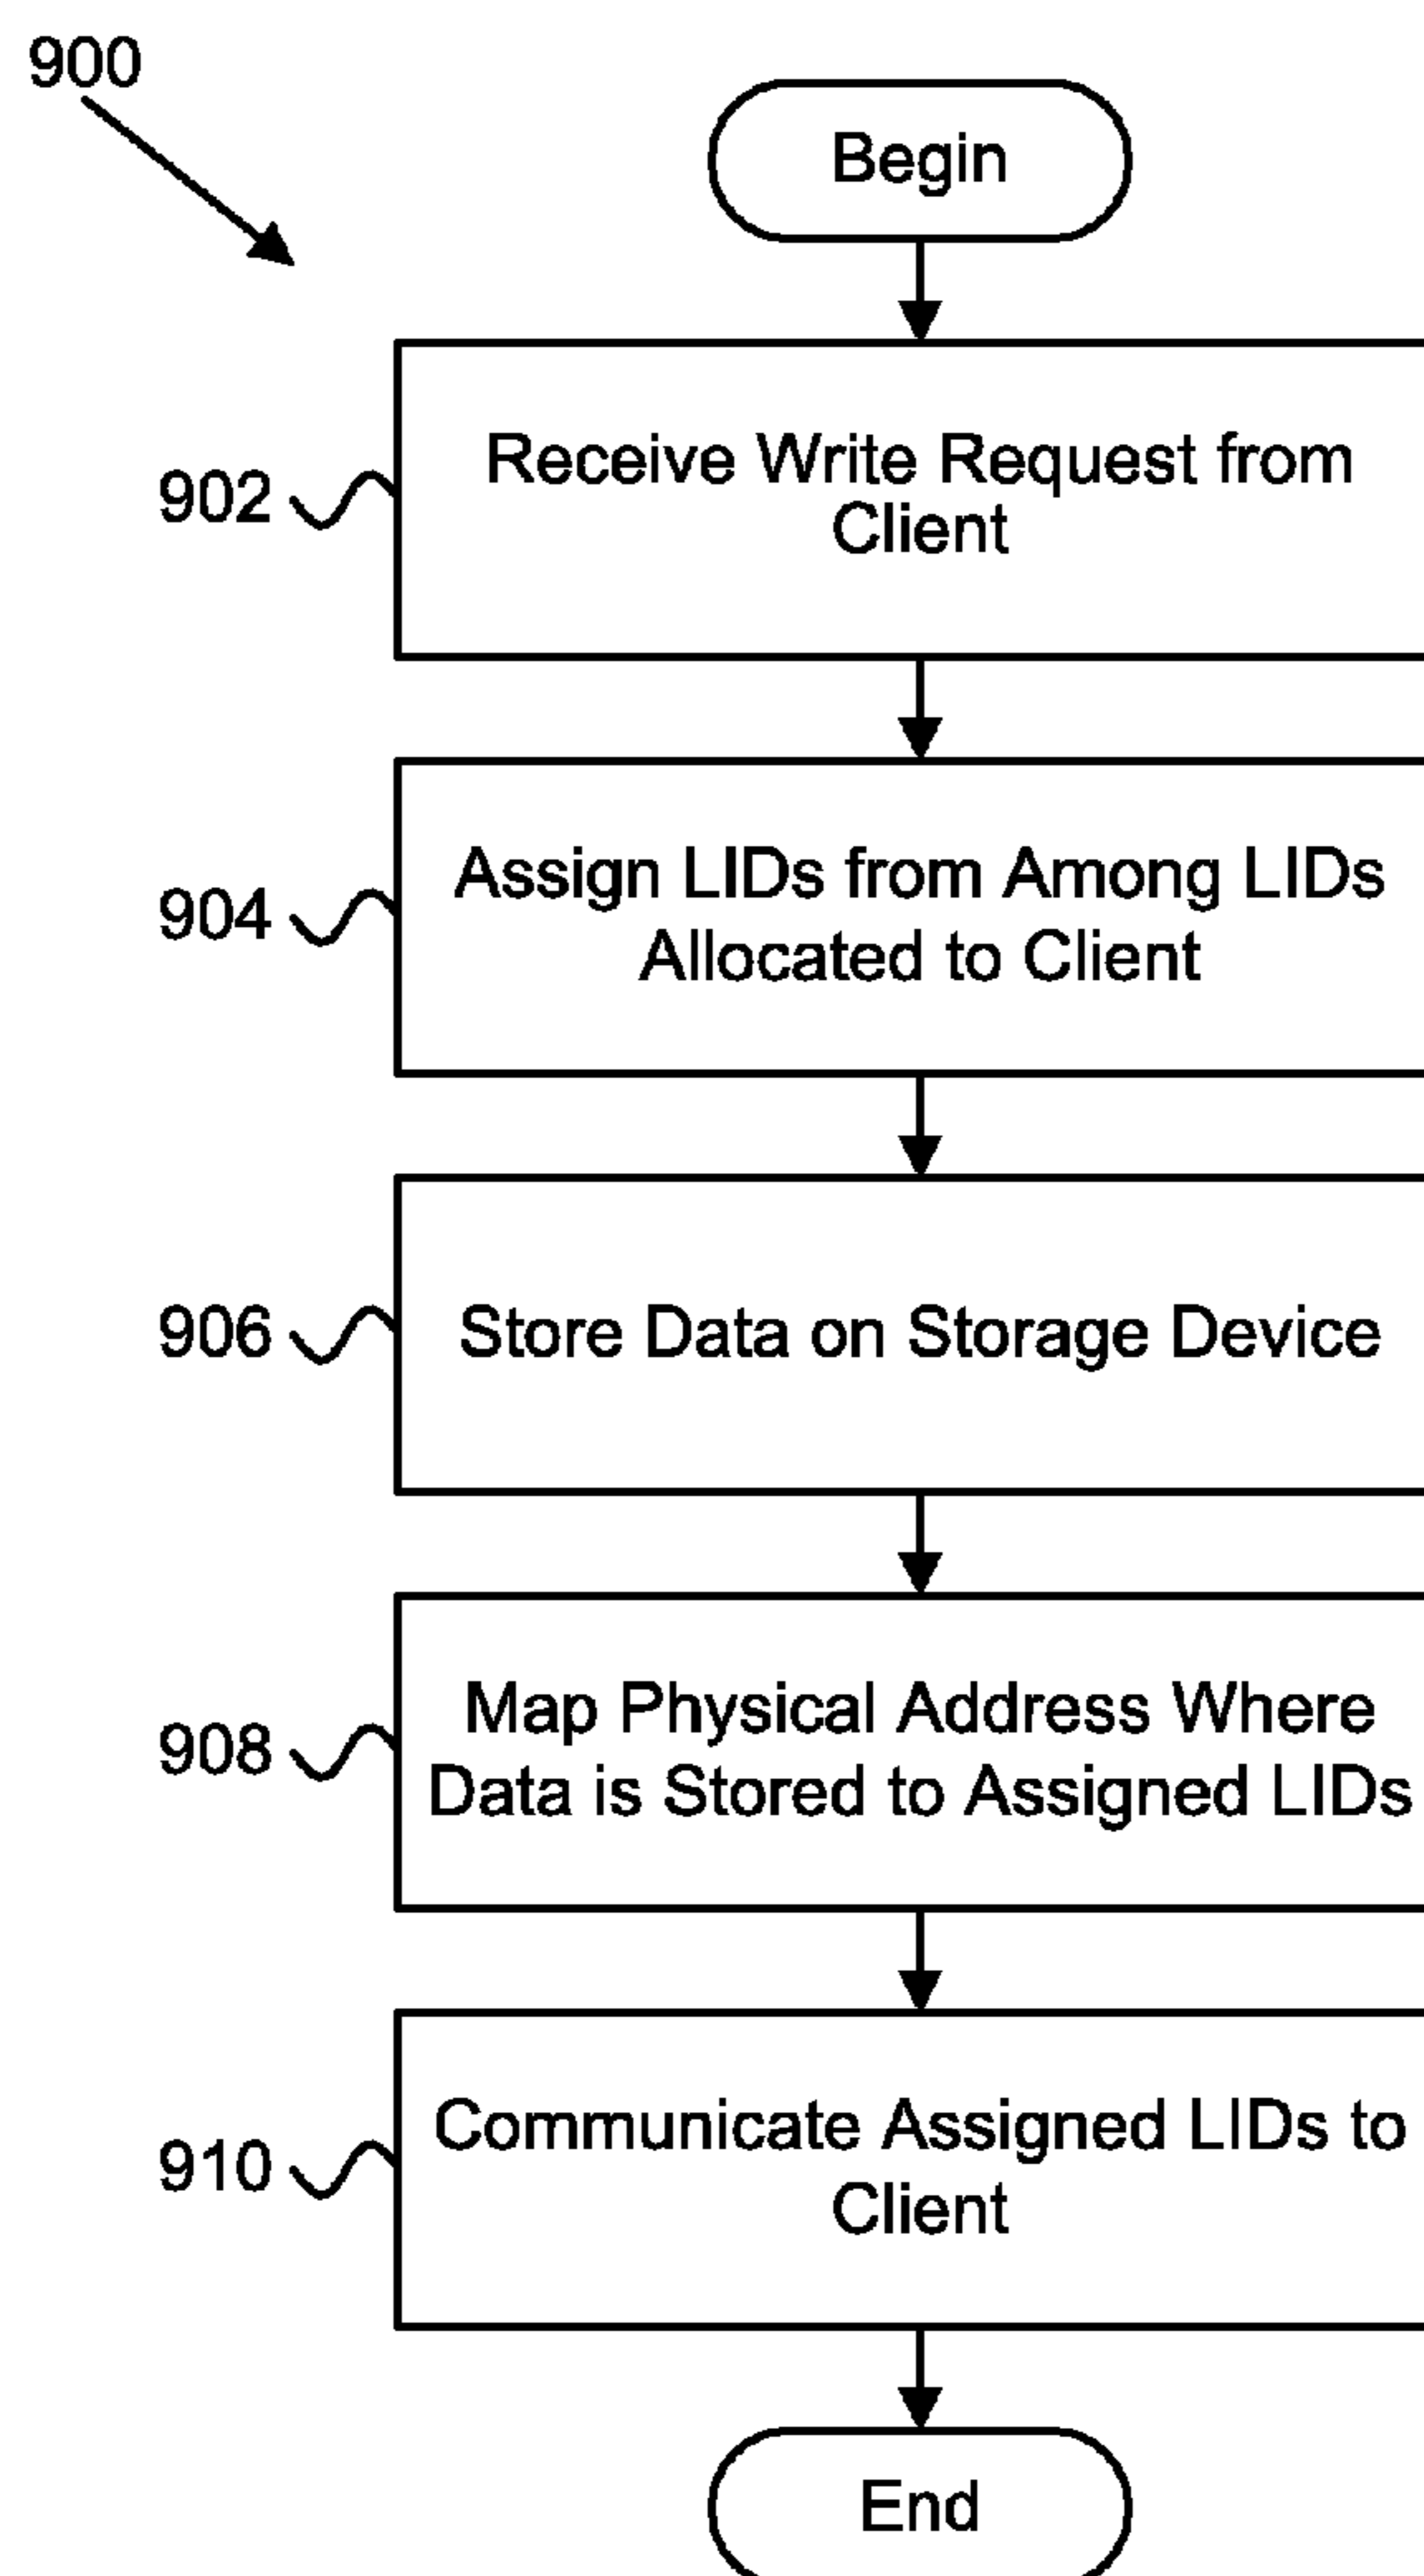 900
Begin
902
Receive Write Request from
Client
904
Assign LIDs from Among LIDs
Allocated to Client
906
Store Data on Storage Device
908
Map Physical Address Where
Data is Stored to Assigned LIDs
910
Communicate Assigned LIDs to
Client
End